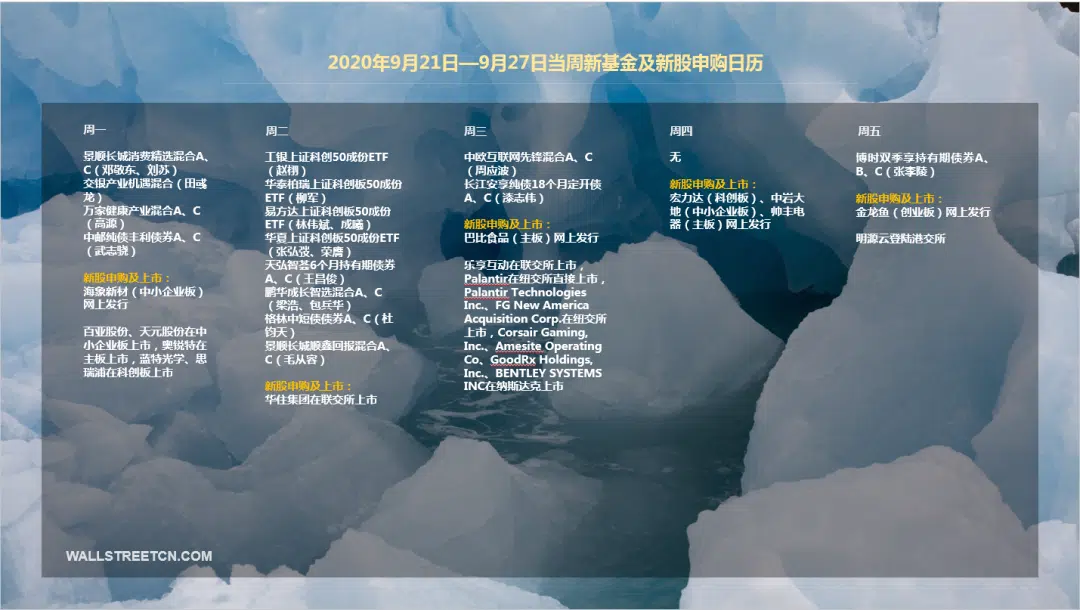 2020年9月21日—9月27日当周新基金及新股申购日历
周一
景顺长城消费精选混合A、
C（邓敬东、刘苏）
交银产业机遇混合（田彧
龙）
万家健康产业混合A、C
（高源）
中邮纯债丰利债券A、C
（武志骁）
新股申购及上市：
海象新材（中小企业板）
网上发行
百亚股份、天元股份在中
小企业板上市，奥锐特在
主板上市，蓝特光学、思
瑞浦在科创板上市
周二
工银上证科创50成份ETF
（赵栩）
华泰柏瑞上证科创板50成份
ETF（柳军）
易方达上证科创板50成份
ETF（林伟斌、成曦）
华夏上证科创板50成份ETF
（张弘弢、荣膺）
天弘智荟6个月持有期债券
A、C（王昌俊）
鹏华成长智选混合A、C
（梁浩、包兵华）
格林中短债债券A、C（杜
钧天）
景顺长城顺鑫回报混合A、
C（毛从容）
新股申购及上市：
华住集团在联交所上市
周三
中欧互联网先锋混合A、C
（周应波）
长江安享纯债18个月定开债
A、C（漆志伟）
新股申购及上市：
巴比食品（主板）网上发行
乐享互动在联交所上市，
Palantir在纽交所直接上市，
Palantir Technologies
Inc.、FG New America
Acquisition Corp.在纽交所
上市，Corsair Gaming,
Inc.、Amesite Operating
Co、GoodRx Holdings,
Inc.、BENTLEY SYSTEMS
INC在纳斯达克上市
周四
无
新股申购及上市：
宏力达（科创板）、中岩大
地（中小企业板）、帅丰电
器（主板）网上发行
周五
博时双季享持有期债券A、
B、C（张李陵）
新股申购及上市：
金龙鱼（创业板）网上发行
明源云登陆港交所
WALLSTREETCN.COM